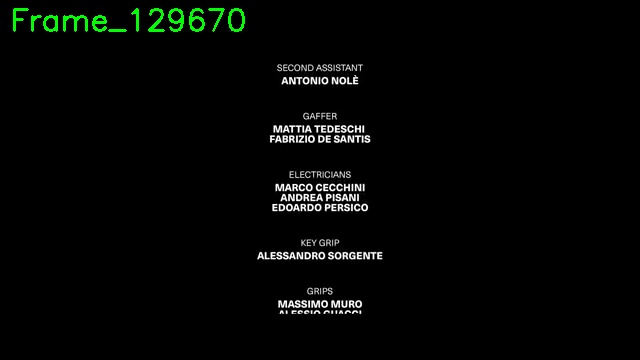 Frame_129670
SECOND ASSISTANT
ANTONIO NOLÈ
GAFFER
MATTIA TEDESCHI
FABRIZIO DE SANTIS
ELECTRICIANS
MARCO CECCHINI
ANDREA PISANI
EDOARDO PERSICO
KEY GRIP
ALESSANDRO SORGENTE
GRIPS
MASSIMO MURO
ALESSIO